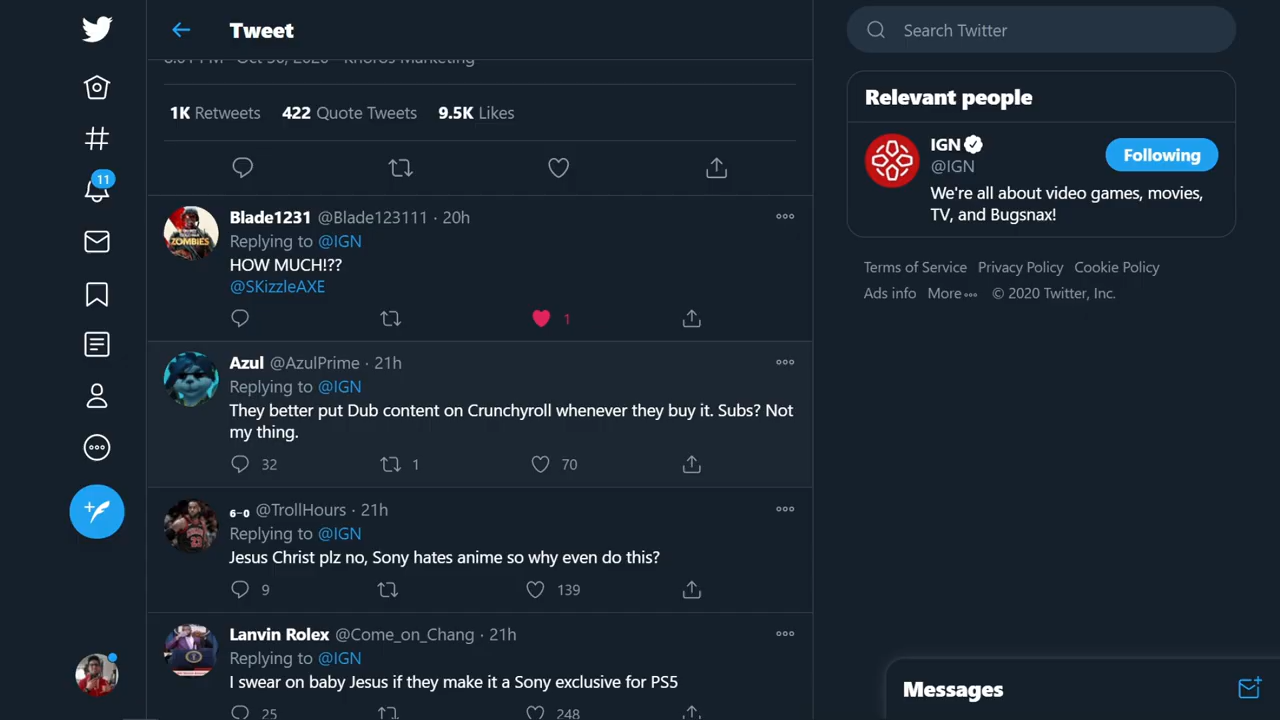 Tweet
1K Retweets 422 Quote Tweets 9.5K Likes
11
Blade1231 @Blade123111 · 20h
Replying to @IGN
HOW MUCH!??
@SKizzleAXE
1
ZOMBIES
Azul @AzulPrime · 21h
Replying to @IGN
They better put Dub content on Crunchyroll whenever they buy it. Subs? Not
my thing.
32 1 70
6-0 @TrollHours · 21h
Replying to @IGN
Jesus Christ plz no, Sony hates anime so why even do this?
9 139
Lanvin Rolex @Come_on_Chang · 21h
Replying to @IGN
I swear on baby Jesus if they make it a Sony exclusive for PS5
25 248
Search Twitter
Relevant people
IGN
@IGN
Following
We're all about video games, movies,
TV, and Bugsnax!
Terms of Service Privacy Policy Cookie Policy
Ads info More © 2020 Twitter, Inc.
Messages